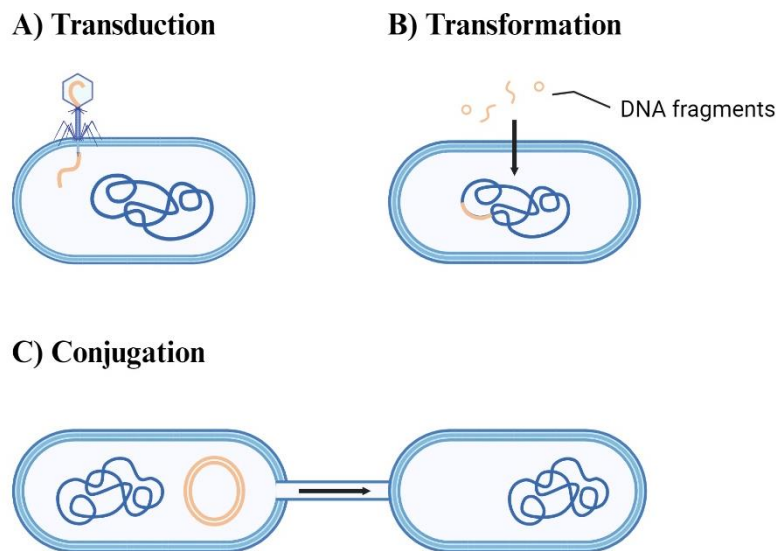 A) Transduction
B) Transformation
DNA fragments
C) Conjugation